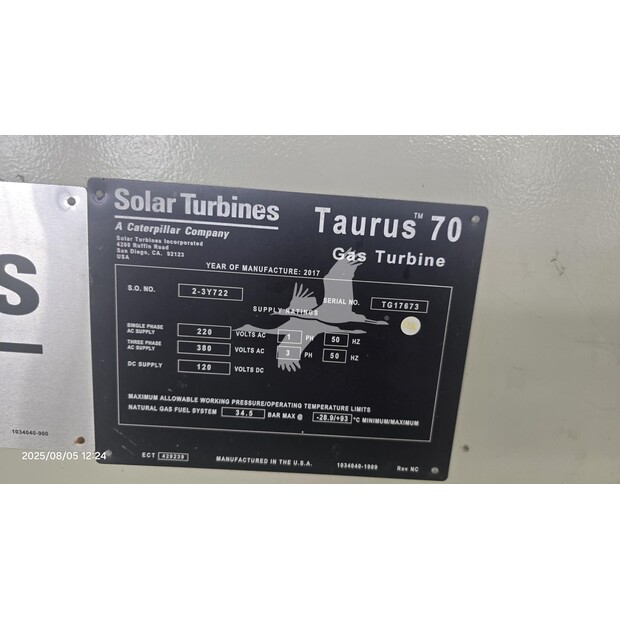 S
1034040-900
Solar Turbines
A Caterpillar Company
Solar Turbines Incorporated
4200 Ruffin Road
San Diego, CA. 92123
USA
Taurus™ 70
Gas Turbine
YEAR OF MANUFACTURE: 2017
S.O. NO. 2-3Y722 SERIAL NO. TG17673
SUPPLY RATINGS
SINGLE PHASE
AC SUPPLY 220 VOLTS AC 1 PH 50 HZ
THREE PHASE
AC SUPPLY 380 VOLTS AC 3 PH 50 HZ
DC SUPPLY 120 VOLTS DC
MAXIMUM ALLOWABLE WORKING PRESSURE/OPERATING TEMPERATURE LIMITS
NATURAL GAS FUEL SYSTEM 34.5 BAR MAX @ -28.9/+93 °C MINIMUM/MAXIMUM
ECT 429239 MANUFACTURED IN THE U.S.A. 1034040-1009 Rev NC
2025/08/05 12:24